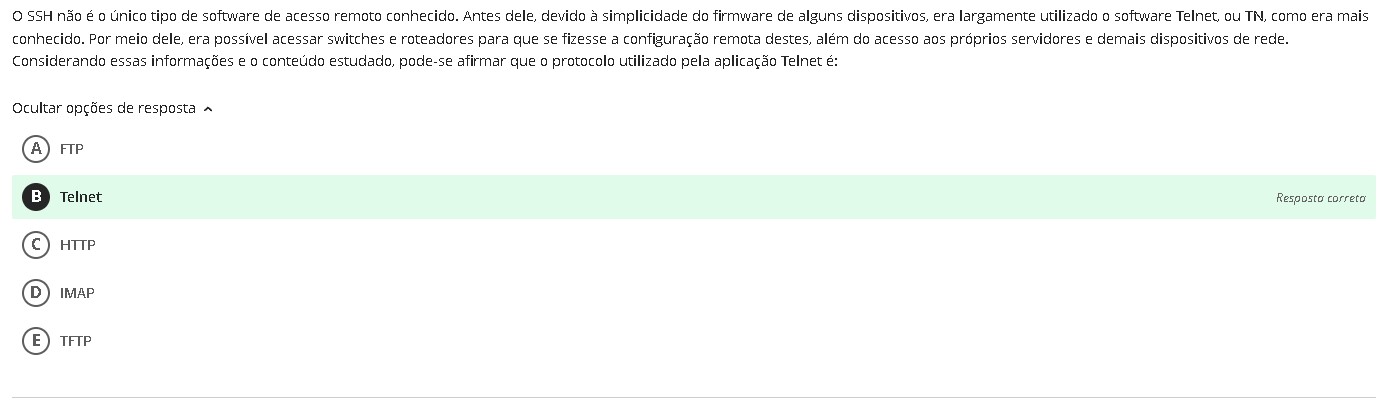 O SSH não é o único tipo de software de acesso remoto conhecido. Antes dele, devido à simplicidade do firmware de alguns dispositivos, era largamente utilizado o software Telnet, ou TN, como era mais
conhecido. Por meio dele, era possível acessar switches e roteadores para que se fizesse a configuração remota destes, além do acesso aos próprios servidores e demais dispositivos de rede.
Considerando essas informações e o conteúdo estudado, pode-se afirmar que o protocolo utilizado pela aplicação Telnet é:
Ocultar opções de resposta
A FTP
B Telnet Resposta correta
C HTTP
D IMAP
E TFTP